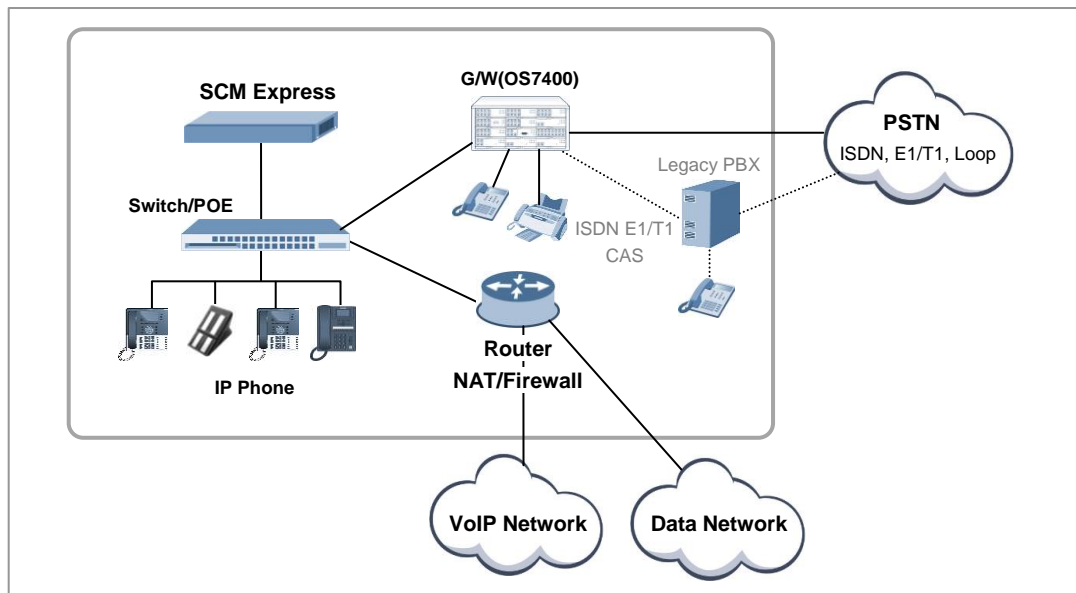 G/W(OS7400)
SCM Express
PSTN
ISDN, E1/T1, Loop
Legacy PBX
Switch/POE
ISDN E1/T1
CAS
Router
NAT/Firewall
IP Phone
VoIP Network
Data Network